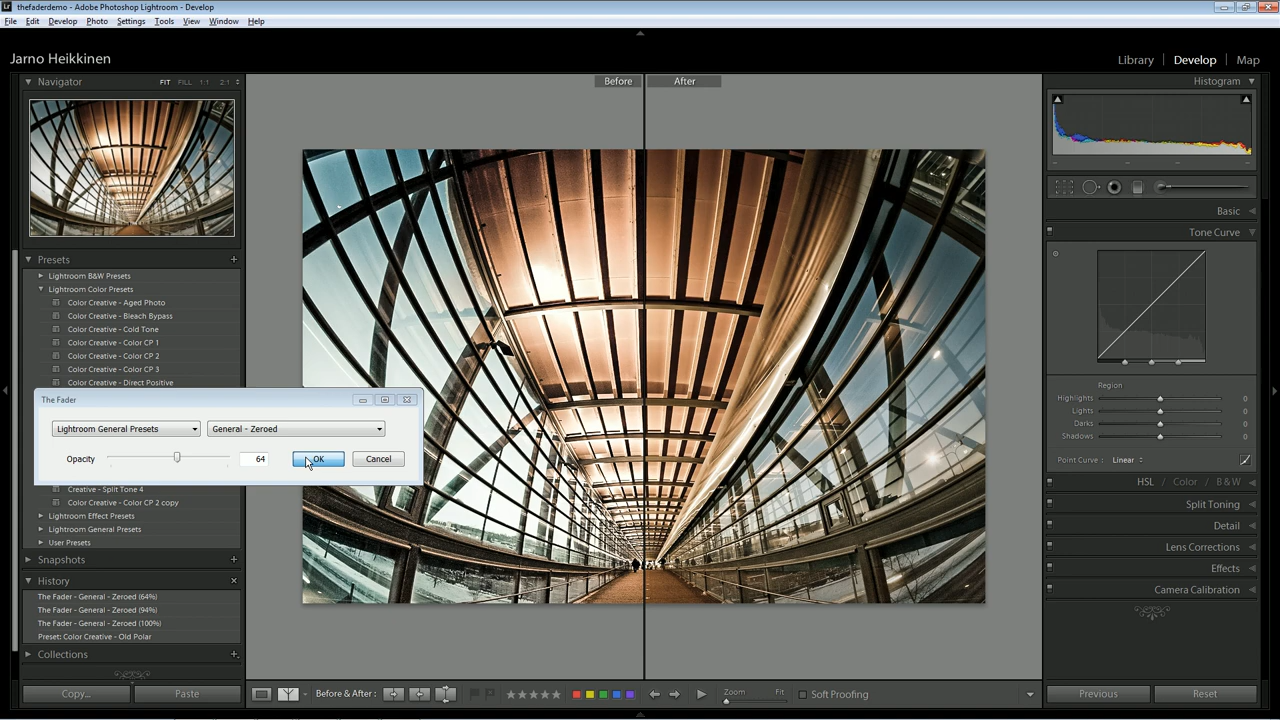 thefaderdemo - Adobe Photoshop Lightroom - Develop
File Edit Develop Photo Settings Tools View Window Help
Jarno Heikkinen
Library | Develop | Map
Navigator FIT FILL 1:1 2:1
Before After
Histogram
Basic
Tone Curve
Presets
Lightroom B&W Presets
Lightroom Color Presets
Color Creative - Aged Photo
Color Creative - Bleach Bypass
Color Creative - Cold Tone
Color Creative - Color CP 1
Color Creative - Color CP 2
Color Creative - Color CP 3
Color Creative - Direct Positive
The Fader
Lightroom General Presets General - Zeroed
Opacity 64 OK Cancel
Creative - Split Tone 4
Color Creative - Color CP 2 copy
Lightroom Effect Presets
Lightroom General Presets
User Presets
Snapshots
History
The Fader - General - Zeroed (64%)
The Fader - General - Zeroed (94%)
The Fader - General - Zeroed (100%)
Preset: Color Creative - Old Polar
Collections
Copy... Paste
Region
Highlights 0
Lights 0
Darks 0
Shadows 0
Point Curve : Linear
HSL / Color / B&W
Split Toning
Detail
Lens Corrections
Effects
Camera Calibration
Before & After : Zoom Fit Soft Proofing
Previous Reset